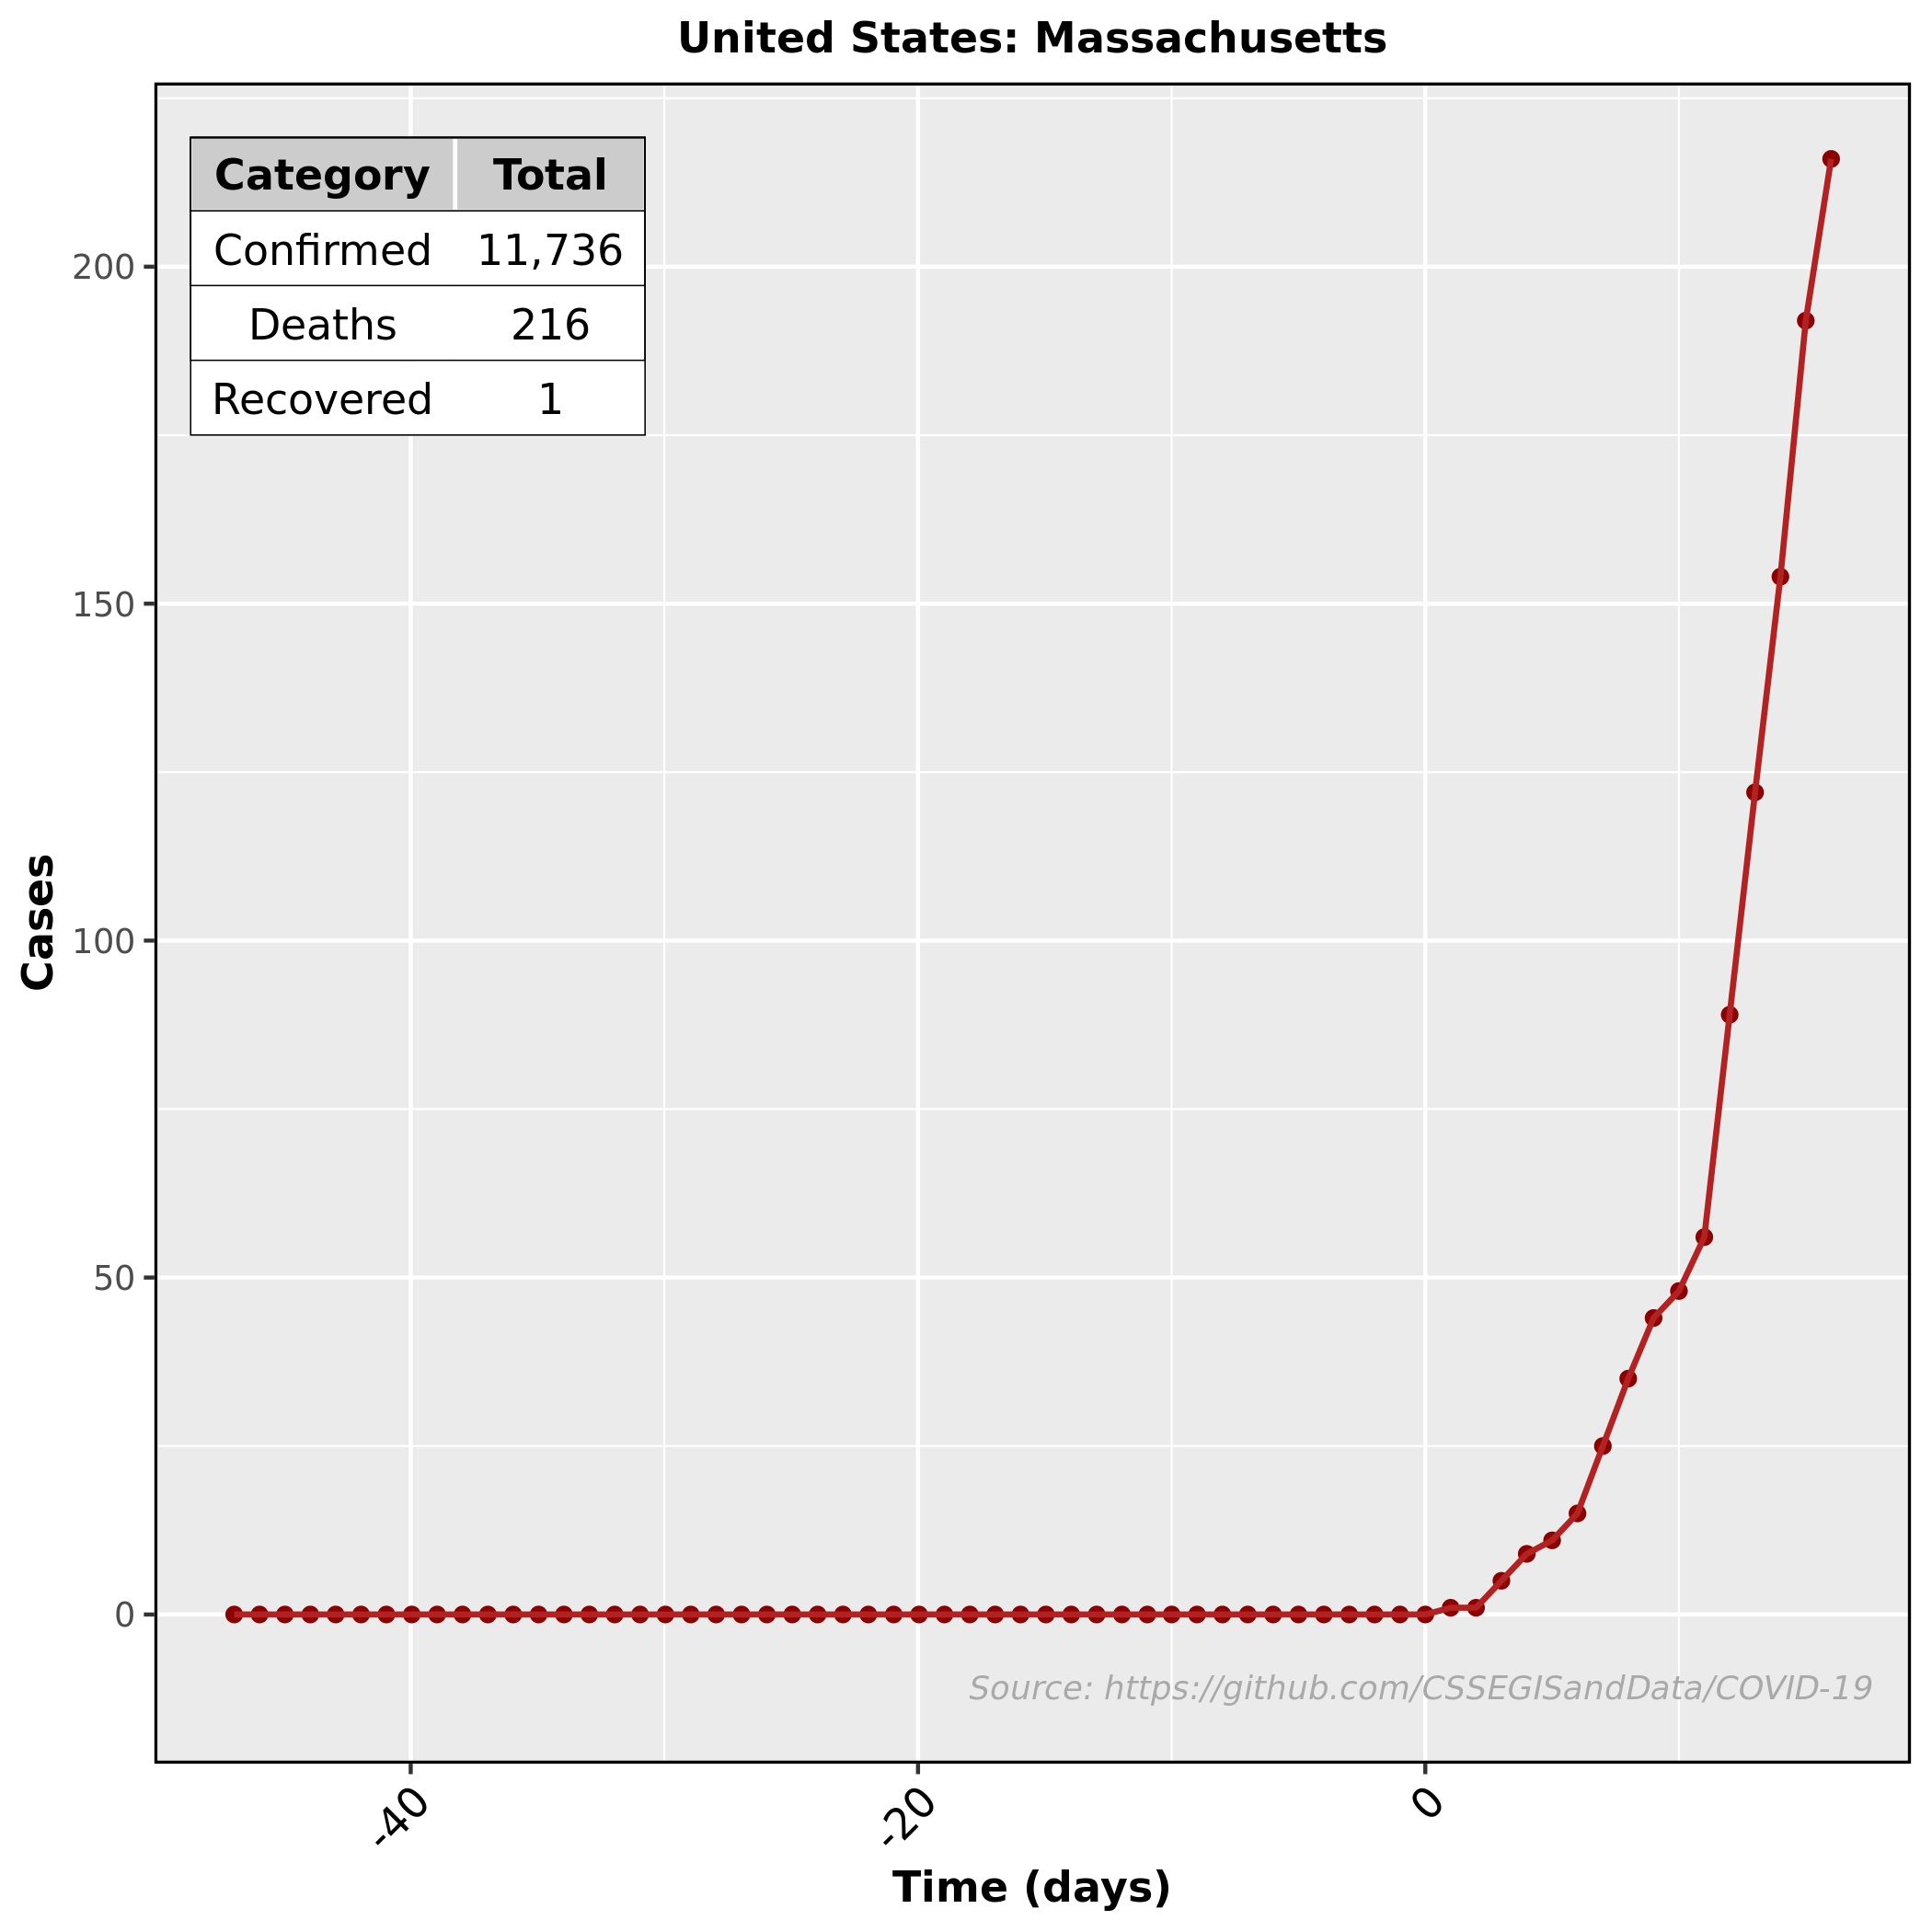 United States: Massachusetts
Category Total
Confirmed 11,736
Deaths 216
Recovered 1
200
150
100
50
0
Cases
Source: https://github.com/CSSEGISandData/COVID-19
-40 -20 0
Time (days)